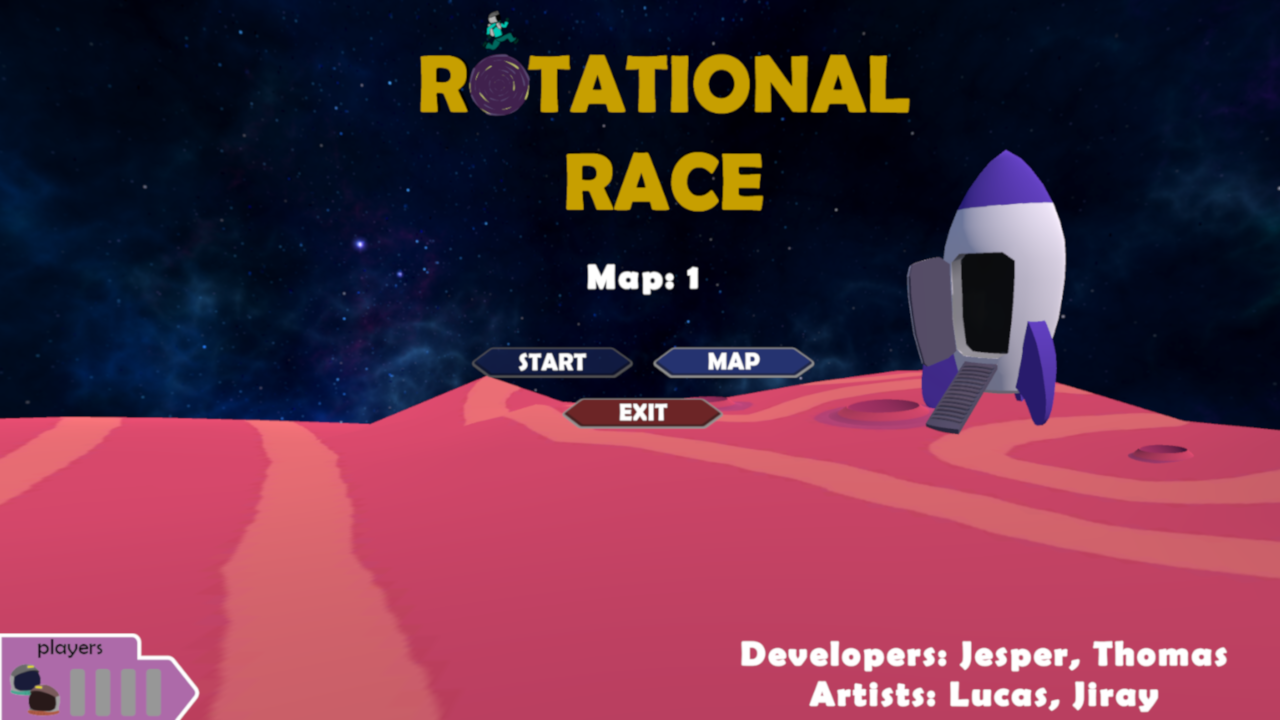 ROTATIONAL
RACE
Map: 1
START
MAP
EXIT
players
Developers: Jesper, Thomas
Artists: Lucas, Jiray